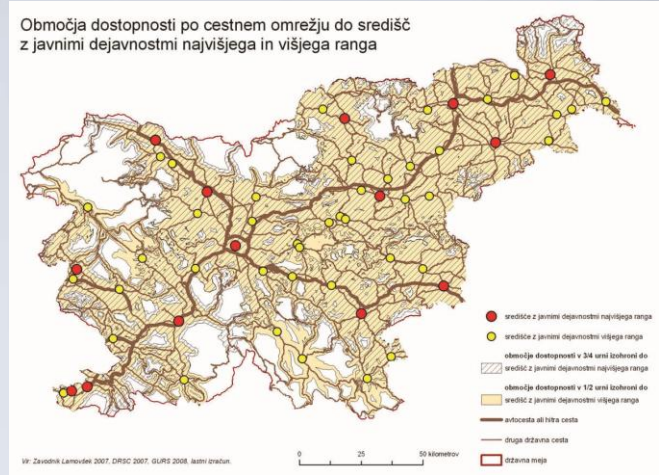 Območja dostopnosti po cestnem omrežju do središč
z javnimi dejavnostmi najvišjega in višjega ranga
središče z javnimi dejavnostmi najvišjega ranga
središče z javnimi dejavnostmi višjega ranga
območje dostopnosti v 3/4 urni izohroni do
središč z javnimi dejavnostmi najvišjega ranga
območje dostopnosti v 1/2 urni izohroni do
središč z javnimi dejavnostmi višjega ranga
avtocesta ali hitra cesta
druga državna cesta
državna meja
0 25 50 kilometrov
Vir: Zavodnik Lamovšek 2007, DRSC 2007, GURS 2008, lastni izračun.